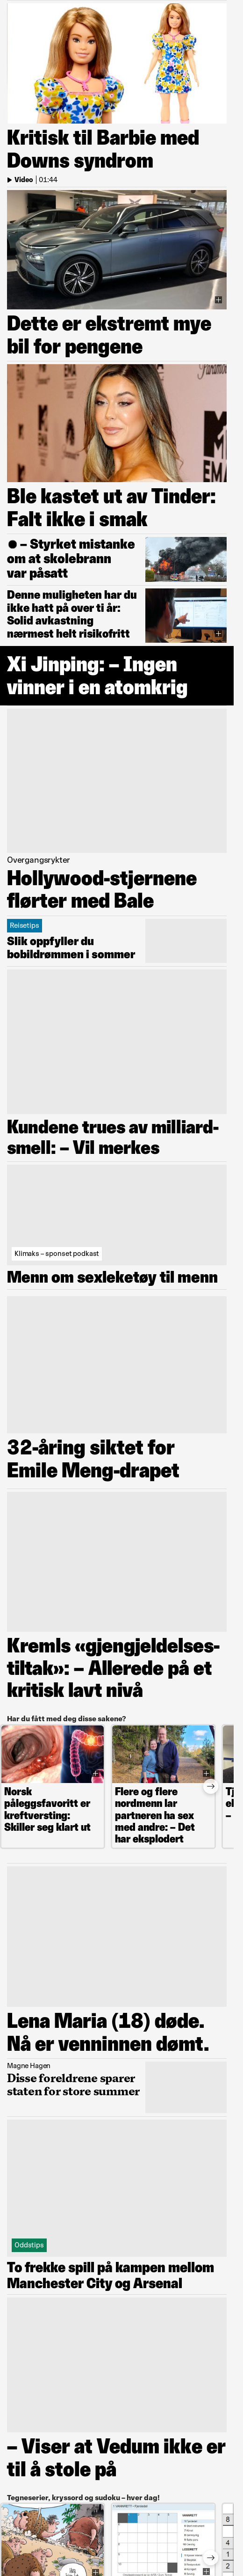 Kritisk til Barbie med
Downs syndrom
Video | 01:44
Dette er ekstremt mye
bil for pengene
Ble kastet ut av Tinder:
Falt ikke i smak
– Styrket mistanke
om at skolebrann
var påsatt
Denne muligheten har du
ikke hatt på over ti år:
Solid avkastning
nærmest helt risikofritt
Xi Jinping: – Ingen
vinner i en atomkrig
Overgangsrykter
Hollywood-stjernene
flørter med Bale
Reisetips
Slik oppfyller du
bobildrømmen i sommer
Kundene trues av milliard-
smell: – Vil merkes
Klimaks – sponset podkast
Menn om sexleketøy til menn
32-åring siktet for
Emile Meng-drapet
Kremls «gjengjeldelses-
tiltak»: – Allerede på et
kritisk lavt nivå
Har du fått med deg disse sakene?
Norsk
påleggsfavoritt er
kreftversting:
Skiller seg klart ut
Flere og flere
nordmenn lar
partneren ha sex
med andre: – Det
har eksplodert
Lena Maria (18) døde.
Nå er venninnen dømt.
Magne Hagen
Disse foreldrene sparer
staten for store summer
Oddstips
To frekke spill på kampen mellom
Manchester City og Arsenal
– Viser at Vedum ikke er
til å stole på
Tegneserier, kryssord og sudoku – hver dag!
8
4
1
2